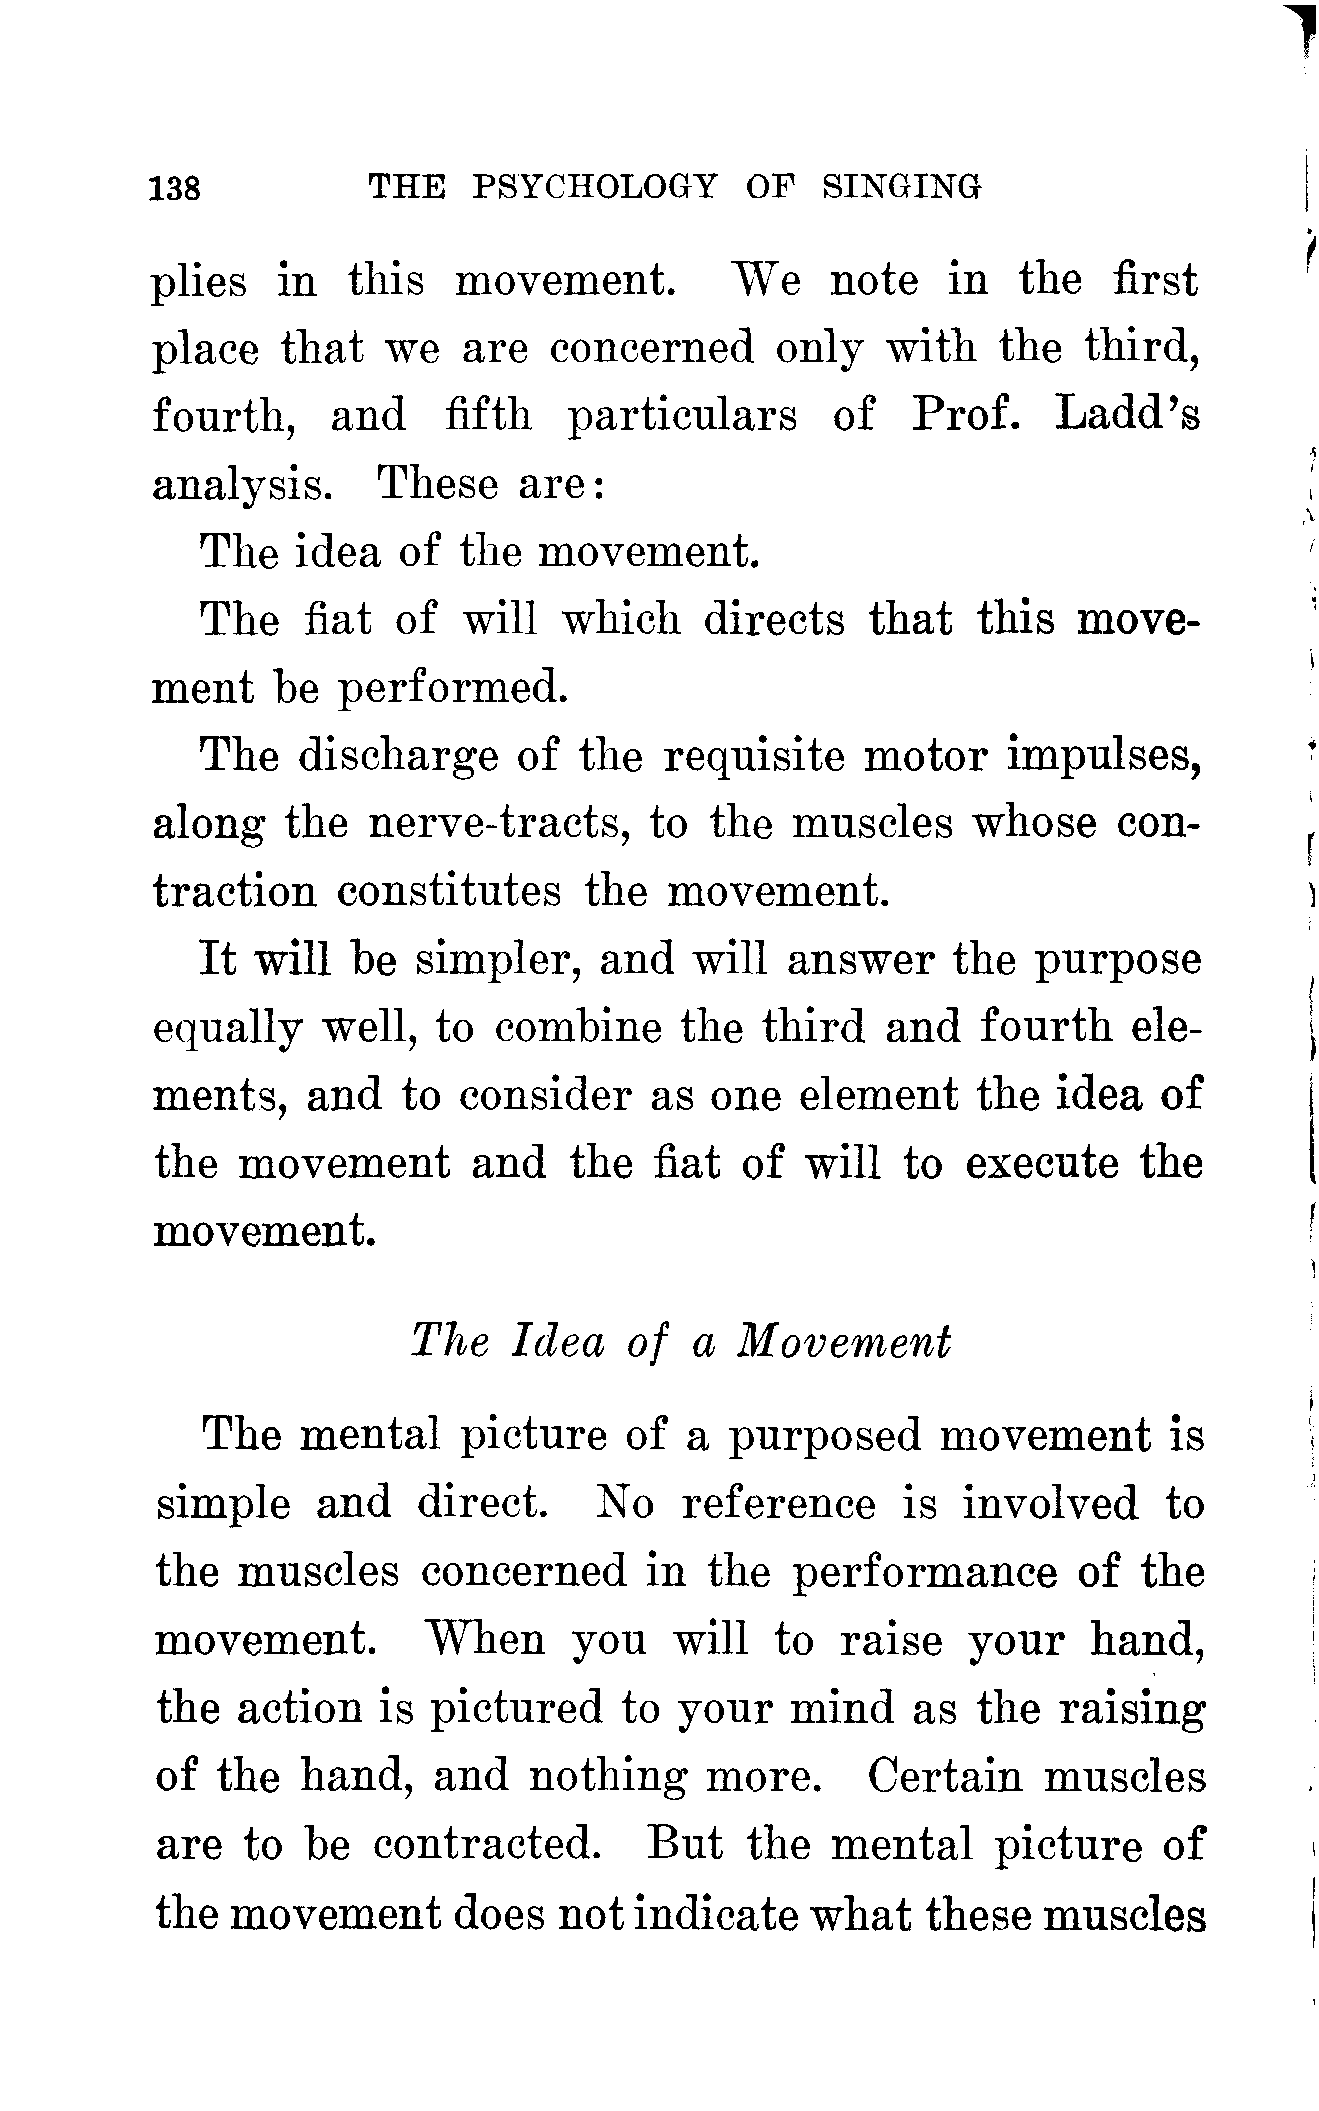 138 THE PSYCHOLOGY OF SINGING
plies in this movement. We note in the first
place that we are concerned only with the third,
fourth, and fifth particulars of Prof. Ladd's
analysis. These are:
The idea of the movement.
The fiat of will which directs that this move-
ment be performed.
The discharge of the requisite motor impulses,
along the nerve-tracts, to the muscles whose con-
traction constitutes the movement.
It will be simpler, and will answer the purpose
equally well, to combine the third and fourth ele-
ments, and to consider as one element the idea of
the movement and the fiat of will to execute the
movement.
The Idea of a Movement
The mental picture of a purposed movement is
simple and direct. No reference is involved to
the muscles concerned in the performance of the
movement. When you will to raise your hand,
the action is pictured to your mind as the raising
of the hand, and nothing more. Certain muscles
are to be contracted. But the mental picture of
the movement does not indicate what these muscles